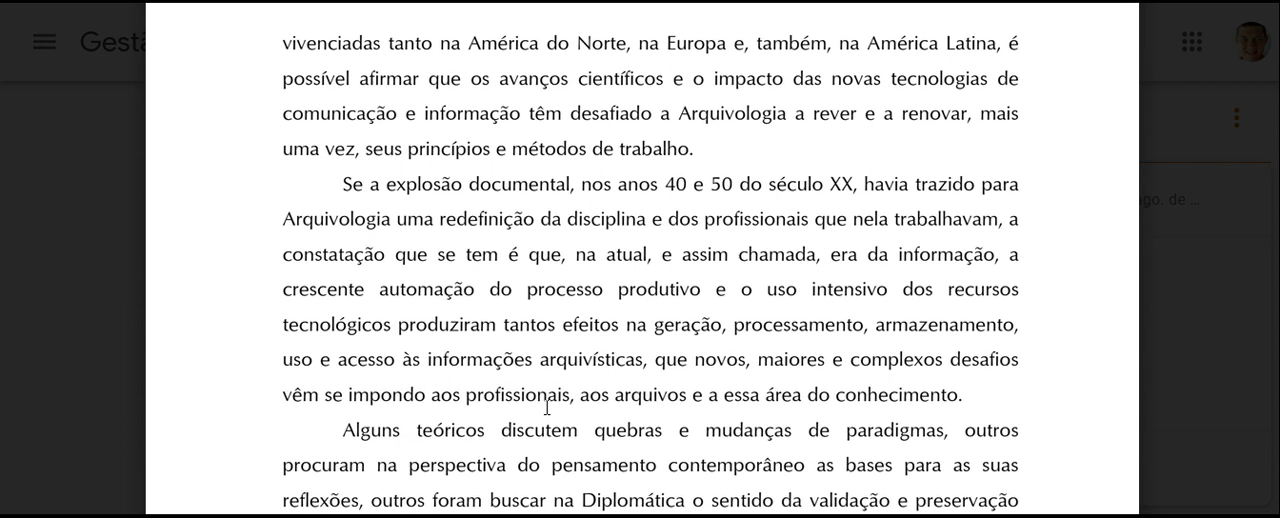 Gestã
vivenciadas tanto na América do Norte, na Europa e, também, na América Latina, é
possível afirmar que os avanços científicos e o impacto das novas tecnologias de
comunicação e informação têm desafiado a Arquivologia a rever e a renovar, mais
uma vez, seus princípios e métodos de trabalho.
Se a explosão documental, nos anos 40 e 50 do século XX, havia trazido para
Arquivologia uma redefinição da disciplina e dos profissionais que nela trabalhavam, a
constatação que se tem é que, na atual, e assim chamada, era da informação, a
crescente automação do processo produtivo e o uso intensivo dos recursos
tecnológicos produziram tantos efeitos na geração, processamento, armazenamento,
uso e acesso às informações arquivísticas, que novos, maiores e complexos desafios
vêm se impondo aos profissionais, aos arquivos e a essa área do conhecimento.
Alguns teóricos discutem quebras e mudanças de paradigmas, outros
procuram na perspectiva do pensamento contemporâneo as bases para as suas
reflexões, outros foram buscar na Diplomática o sentido da validação e preservação
ago. de ...